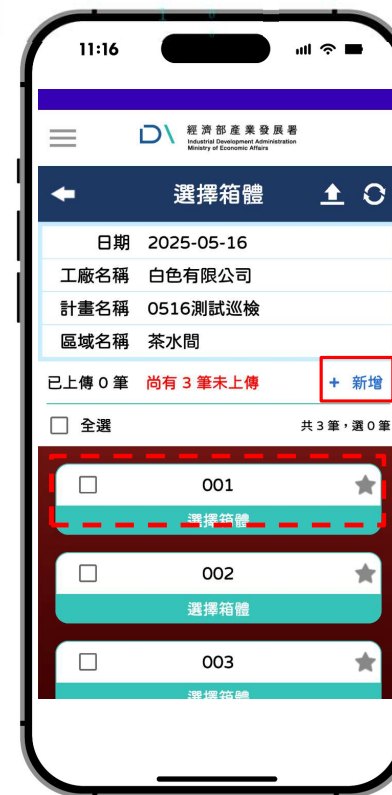 11:16
經濟部產業發展署
Industrial Development Administration
Ministry of Economic Affairs
選擇箱體
日期 2025-05-16
工廠名稱 白色有限公司
計畫名稱 0516測試巡檢
區域名稱 茶水間
已上傳 0 筆 尚有 3 筆未上傳 + 新增
全選 共3筆，選0筆
001
選擇箱體
002
選擇箱體
003
選擇箱體